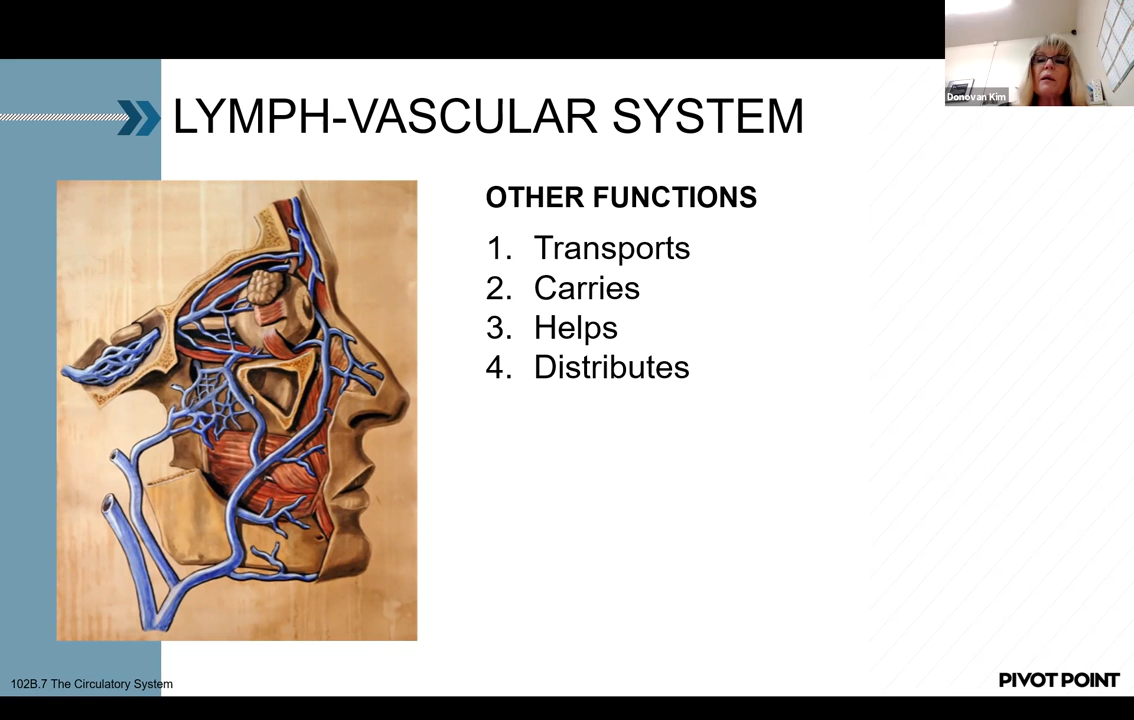 Donovan Kim
LYMPH-VASCULAR SYSTEM
OTHER FUNCTIONS
1. Transports
2. Carries
3. Helps
4. Distributes
102B.7 The Circulatory System
PIVOT POINT